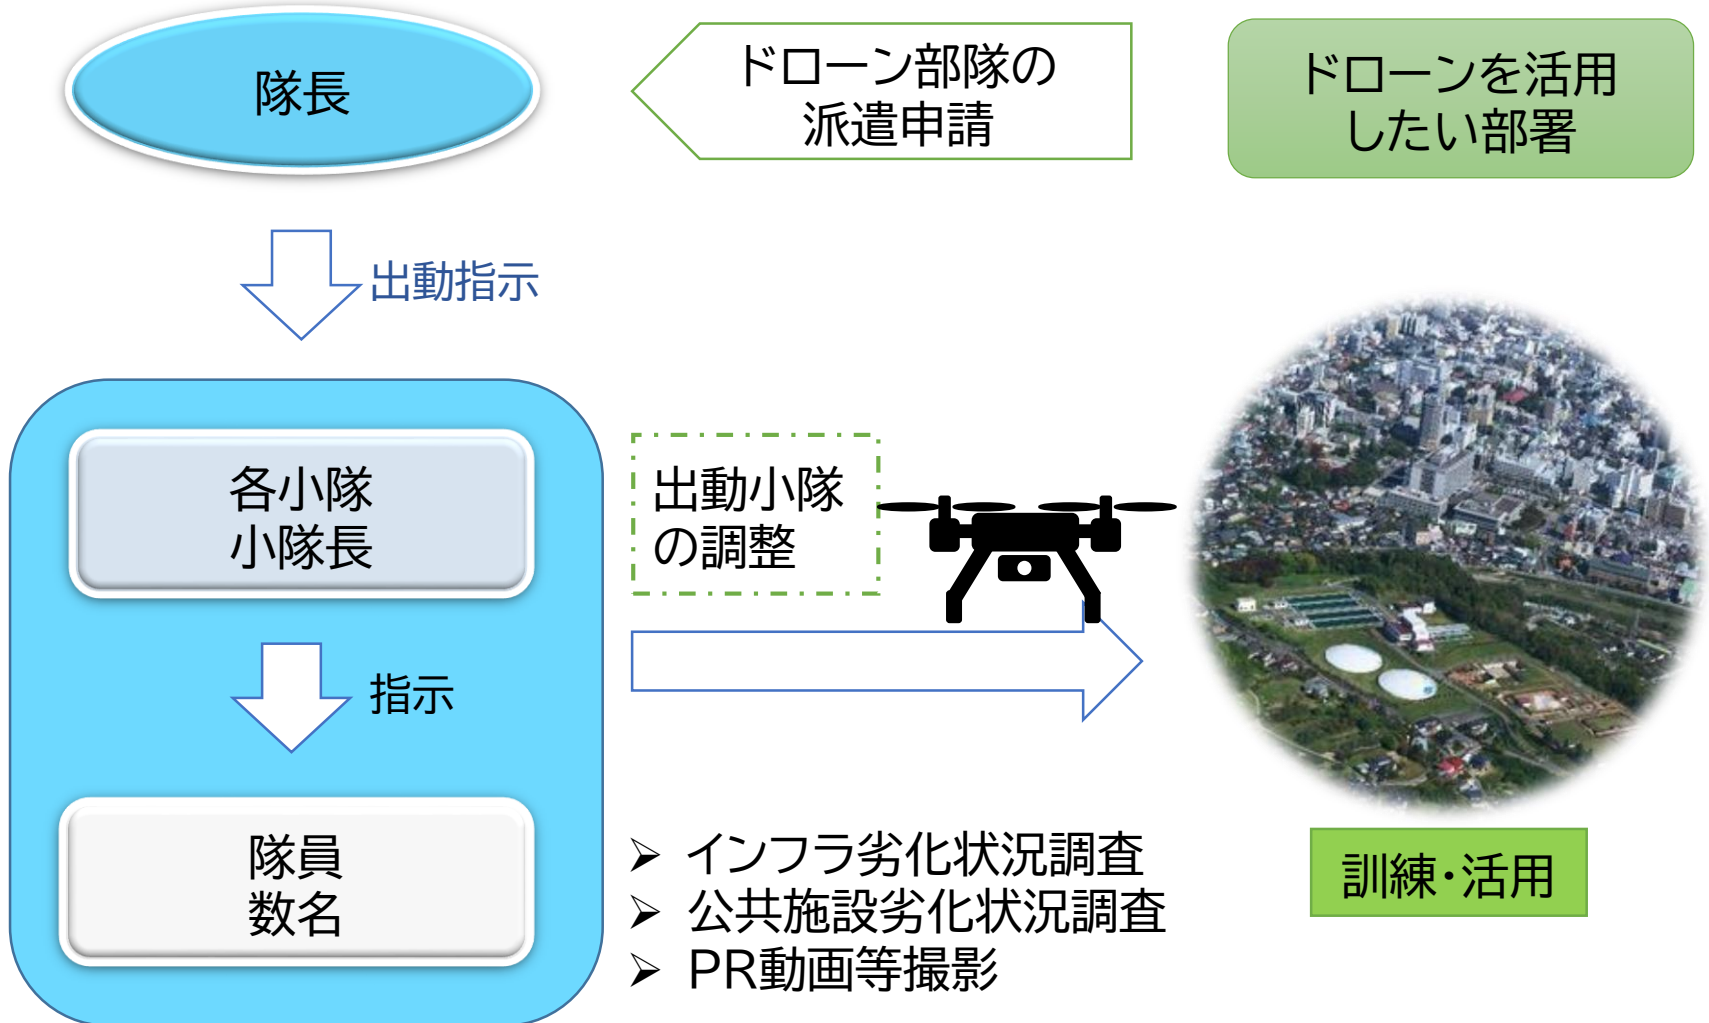 隊長
ドローン部隊の
派遣申請
ドローンを活用
したい部署
出動指示
各小隊
小隊長
出動小隊
の調整
指示
隊員
数名
➢ インフラ劣化状況調査
➢ 公共施設劣化状況調査
➢ PR動画等撮影
訓練・活用